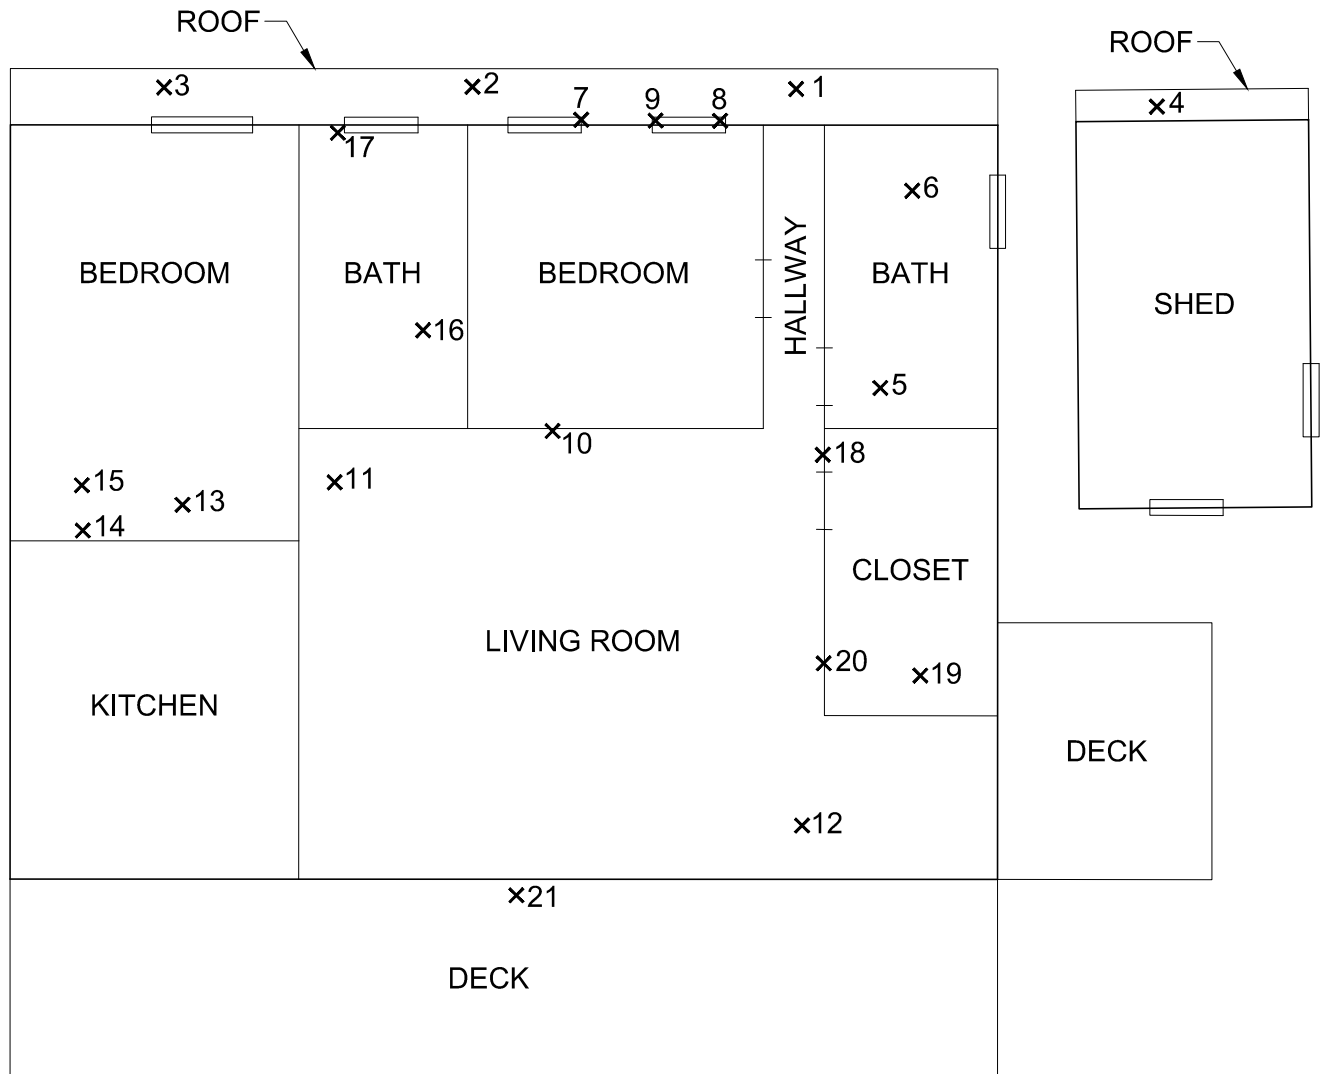 ROOF
ROOF
3
2
1
4
7
9
8
17
6
BEDROOM
BATH
BEDROOM
HALLWAY
BATH
SHED
16
5
10
18
11
15
13
14
CLOSET
LIVING ROOM
20
19
KITCHEN
DECK
12
21
DECK